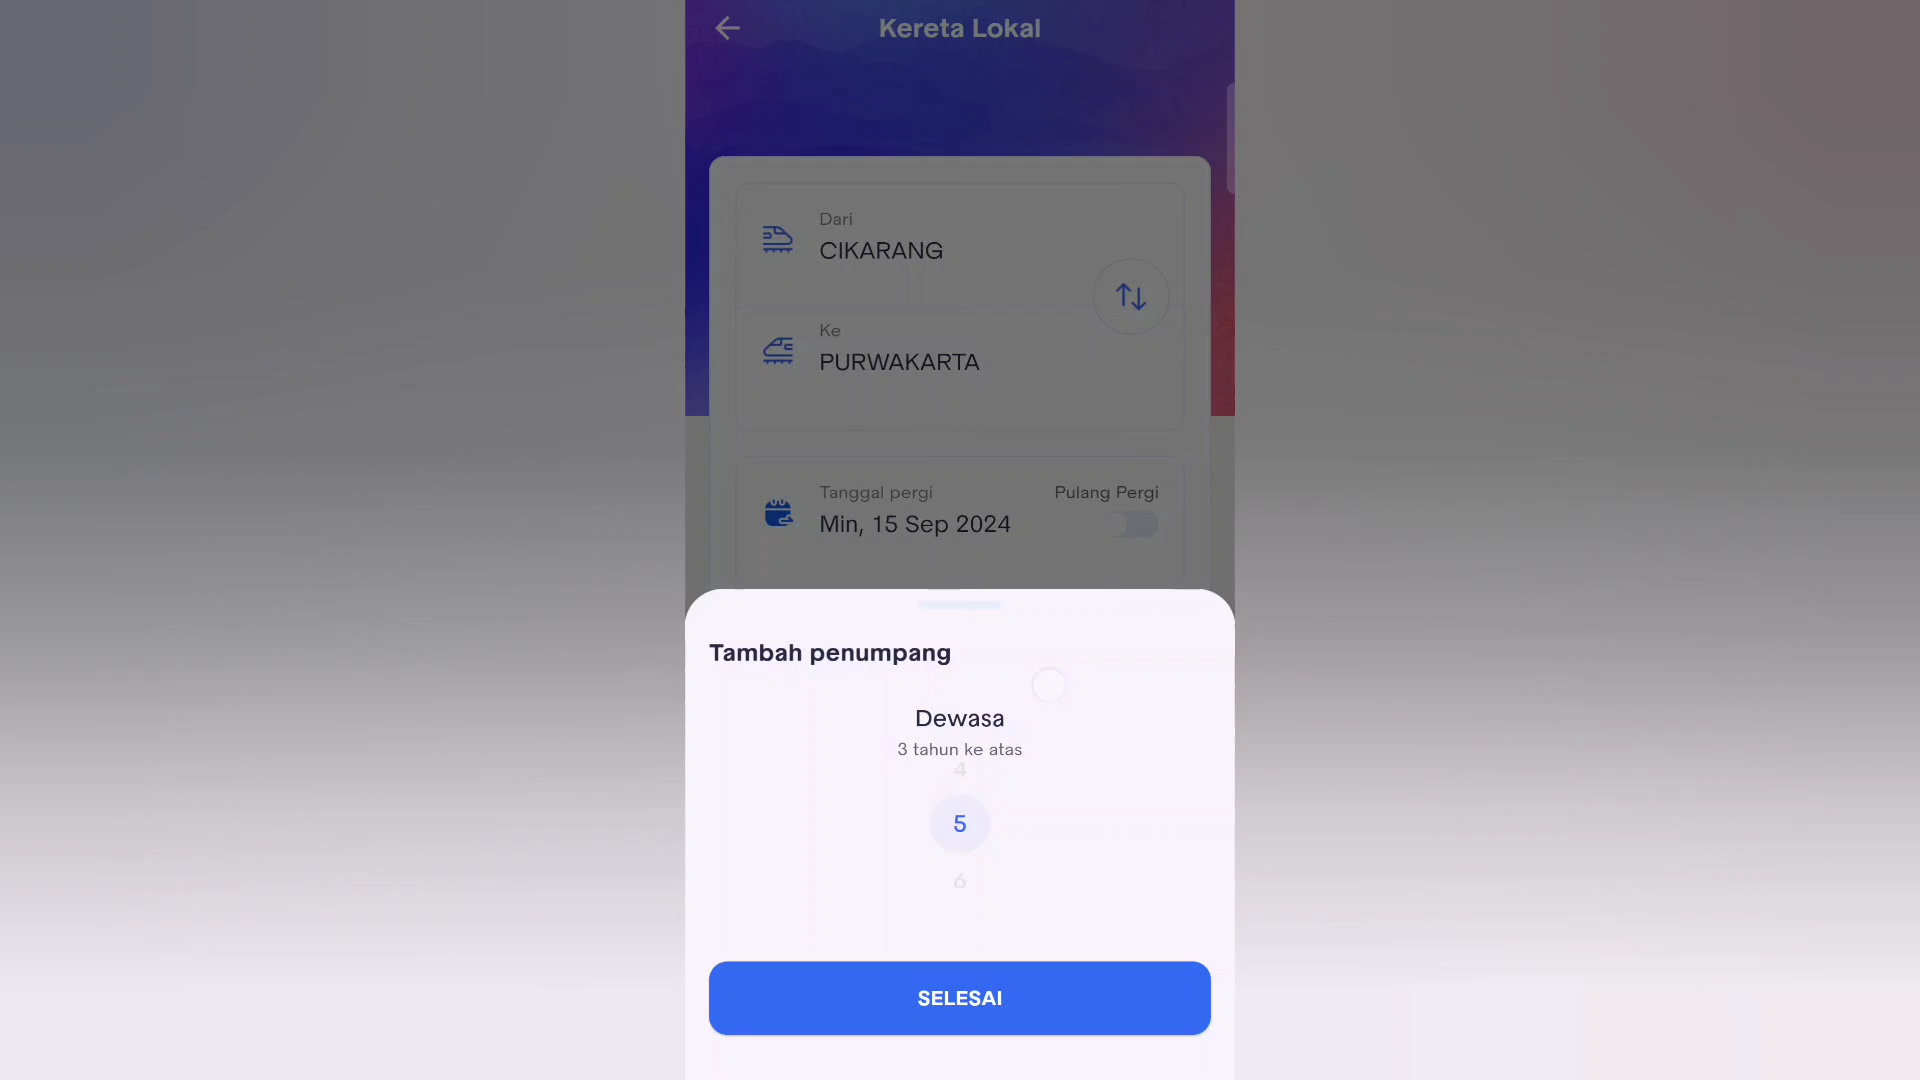 Kereta Lokal
Dari
CIKARANG
Ke
PURWAKARTA
Tanggal pergi
Pulang Pergi
Min, 15 Sep 2024
Tambah penumpang
Dewasa
3 tahun ke atas
4
5
6
SELESAI